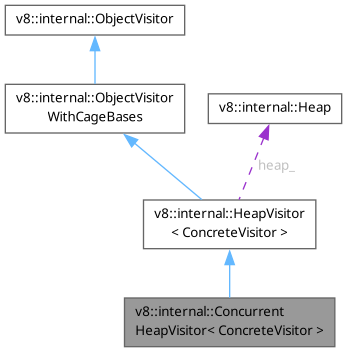 v8::internal::ObjectVisitor
v8::internal::ObjectVisitor
WithCageBases
v8::internal::Heap
heap_
v8::internal::HeapVisitor
< ConcreteVisitor >
v8::internal::Concurrent
HeapVisitor< ConcreteVisitor >